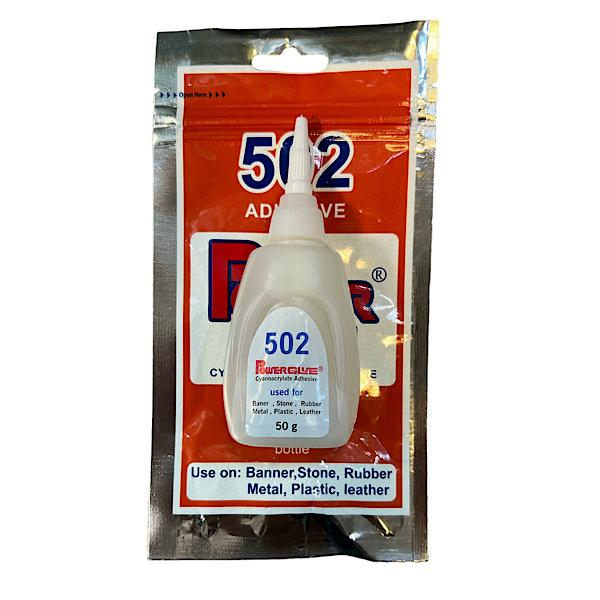 Open Here
502
®
502
POWERGLUE®
Cyanoacrylate Adhesive
used for
Baner , Stone , Rubber
Metal , Plastic , Leather
50 g
bottle
Use on: Banner,Stone, Rubber
Metal, Plastic, leather